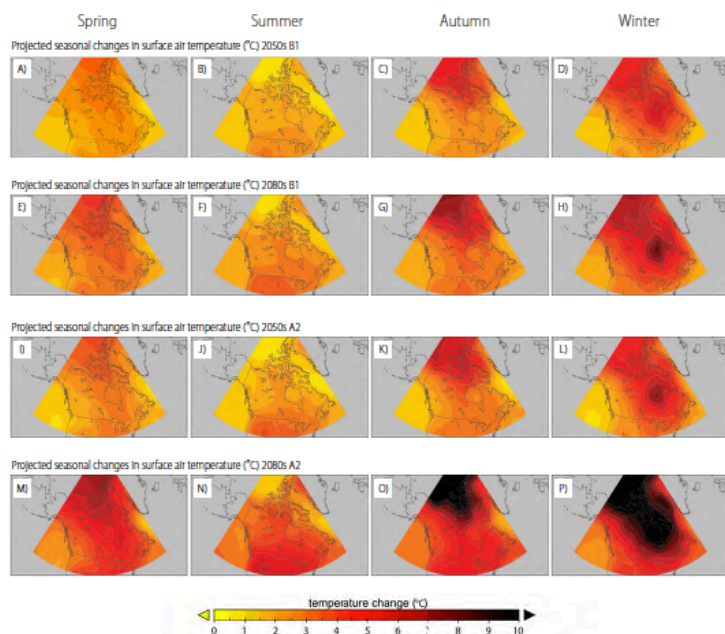 Spring Summer Autumn Winter
Projected seasonal changes in surface air temperature (°C) 2050s B1
A) B) C) D)
Projected seasonal changes in surface air temperature (°C) 2080s B1
E) F) G) H)
Projected seasonal changes in surface air temperature (°C) 2050s A2
I) J) K) L)
Projected seasonal changes in surface air temperature (°C) 2080s A2
M) N) O) P)
temperature change (°C)
0 1 2 3 4 5 6 7 8 9 10